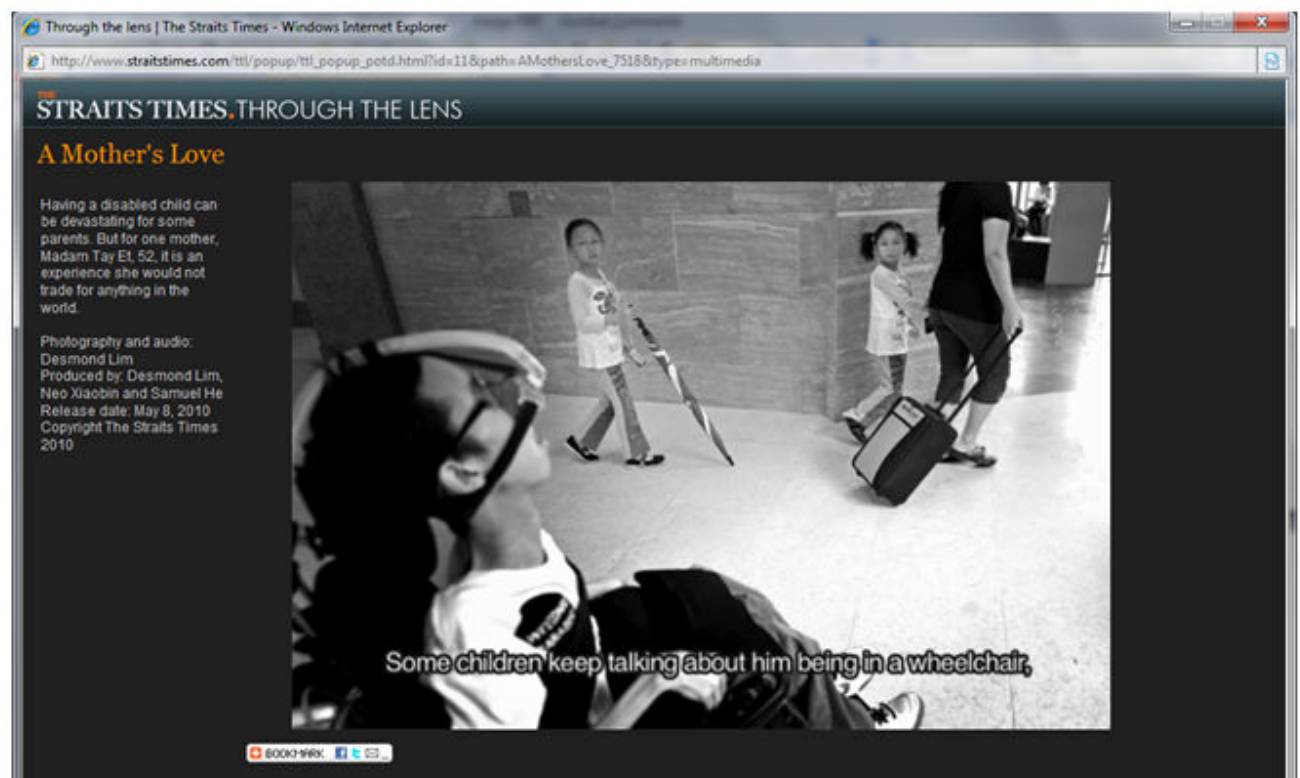 Through the lens | The Straits Times - Windows Internet Explorer
http://www.straitstimes.com/ttl/popup/ttl_popup_potd.html?id=11&path=AMothersLove_7518&type=multimedia
THE
STRAITS TIMES.THROUGH THE LENS
A Mother's Love
Having a disabled child can
be devastating for some
parents. But for one mother,
Madam Tay Et, 52, it is an
experience she would not
trade for anything in the
world.
Photography and audio:
Desmond Lim
Produced by: Desmond Lim,
Neo Xiaobin and Samuel He
Release date: May 8, 2010
Copyright The Straits Times
2010
Some children keep talking about him being in a wheelchair,
BOOKMARK